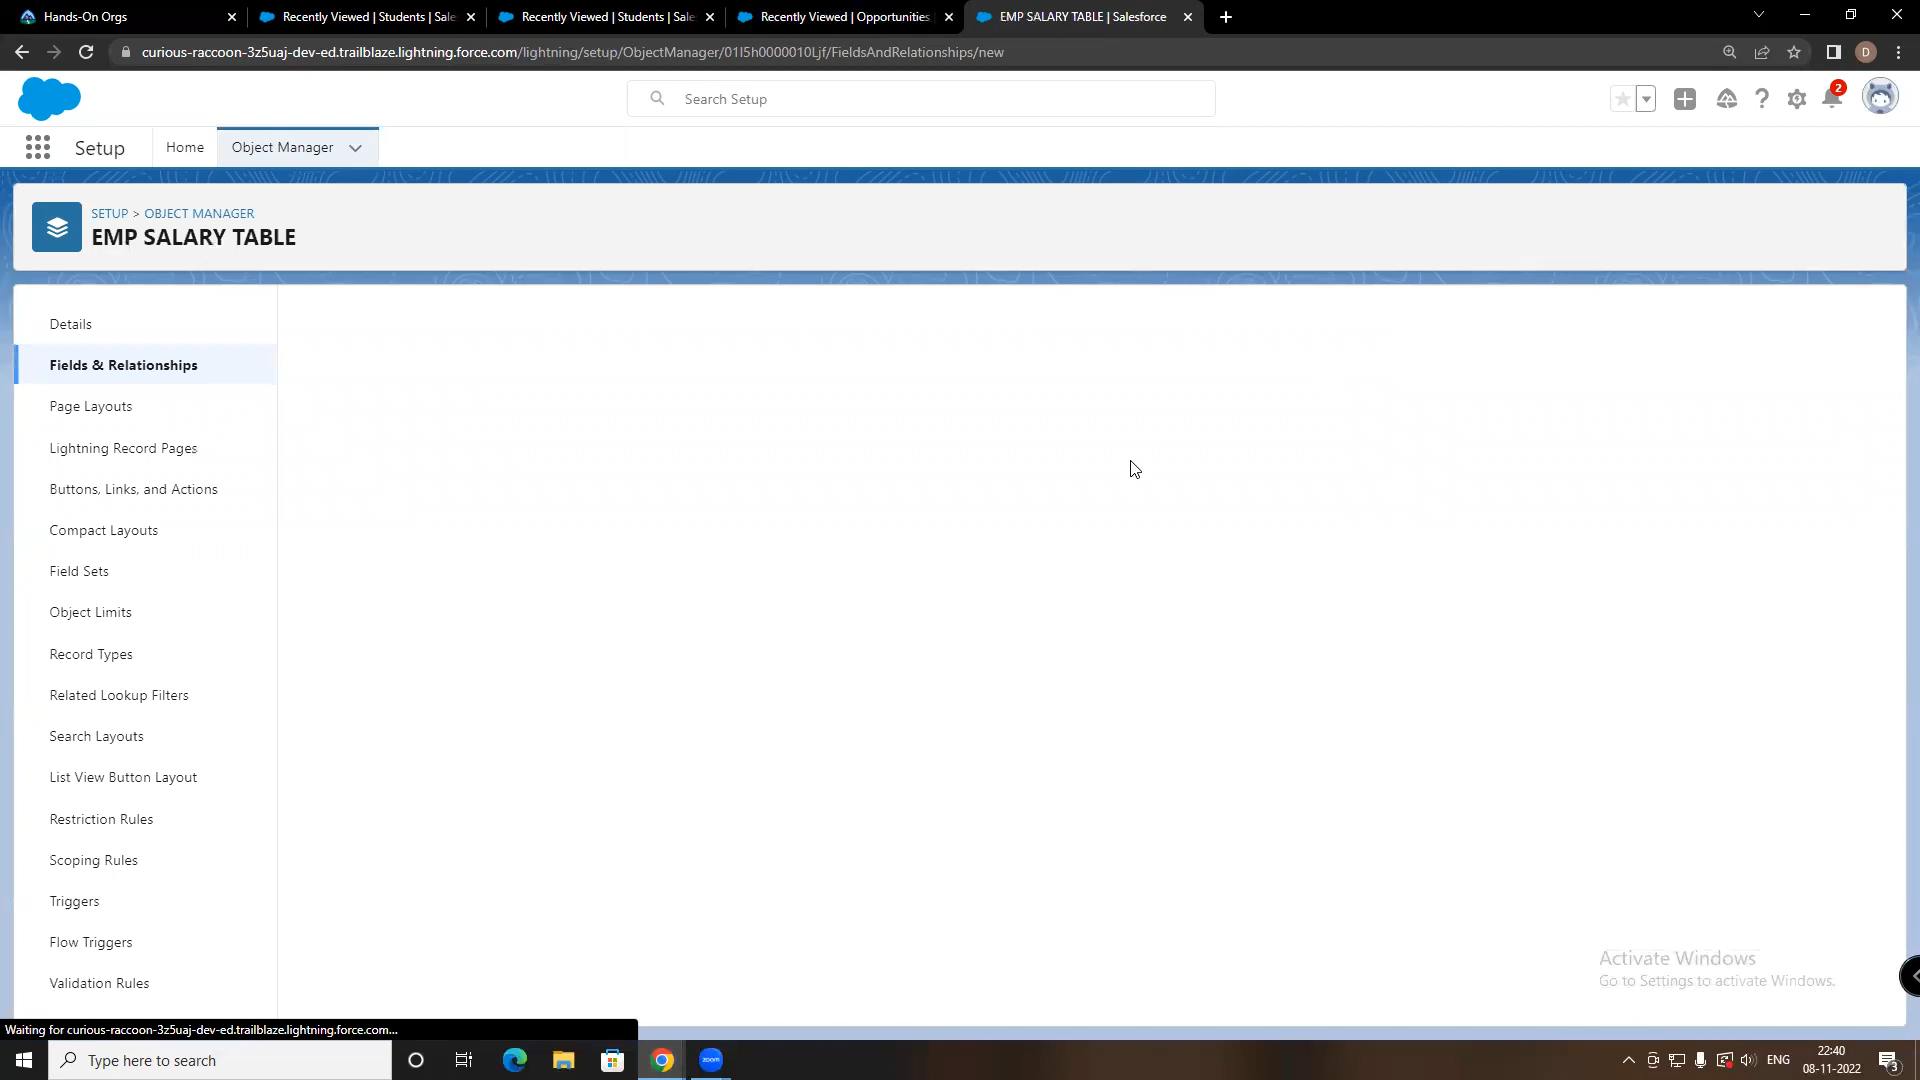 Hands-On Orgs
Recently Viewed | Students | Sale
Recently Viewed | Students | Sale
Recently Viewed | Opportunities
EMP SALARY TABLE | Salesforce
curious-raccoon-3z5uaj-dev-ed.trailblaze.lightning.force.com/lightning/setup/ObjectManager/01I5h0000010Ljf/FieldsAndRelationships/new
D
Search Setup
2
Setup
Home
Object Manager
SETUP > OBJECT MANAGER
EMP SALARY TABLE
Details
Fields & Relationships
Page Layouts
Lightning Record Pages
Buttons, Links, and Actions
Compact Layouts
Field Sets
Object Limits
Record Types
Related Lookup Filters
Search Layouts
List View Button Layout
Restriction Rules
Scoping Rules
Triggers
Flow Triggers
Validation Rules
Activate Windows
Go to Settings to activate Windows.
Waiting for curious-raccoon-3z5uaj-dev-ed.trailblaze.lightning.force.com...
Type here to search
zoom
ENG
22:40
08-11-2022
3